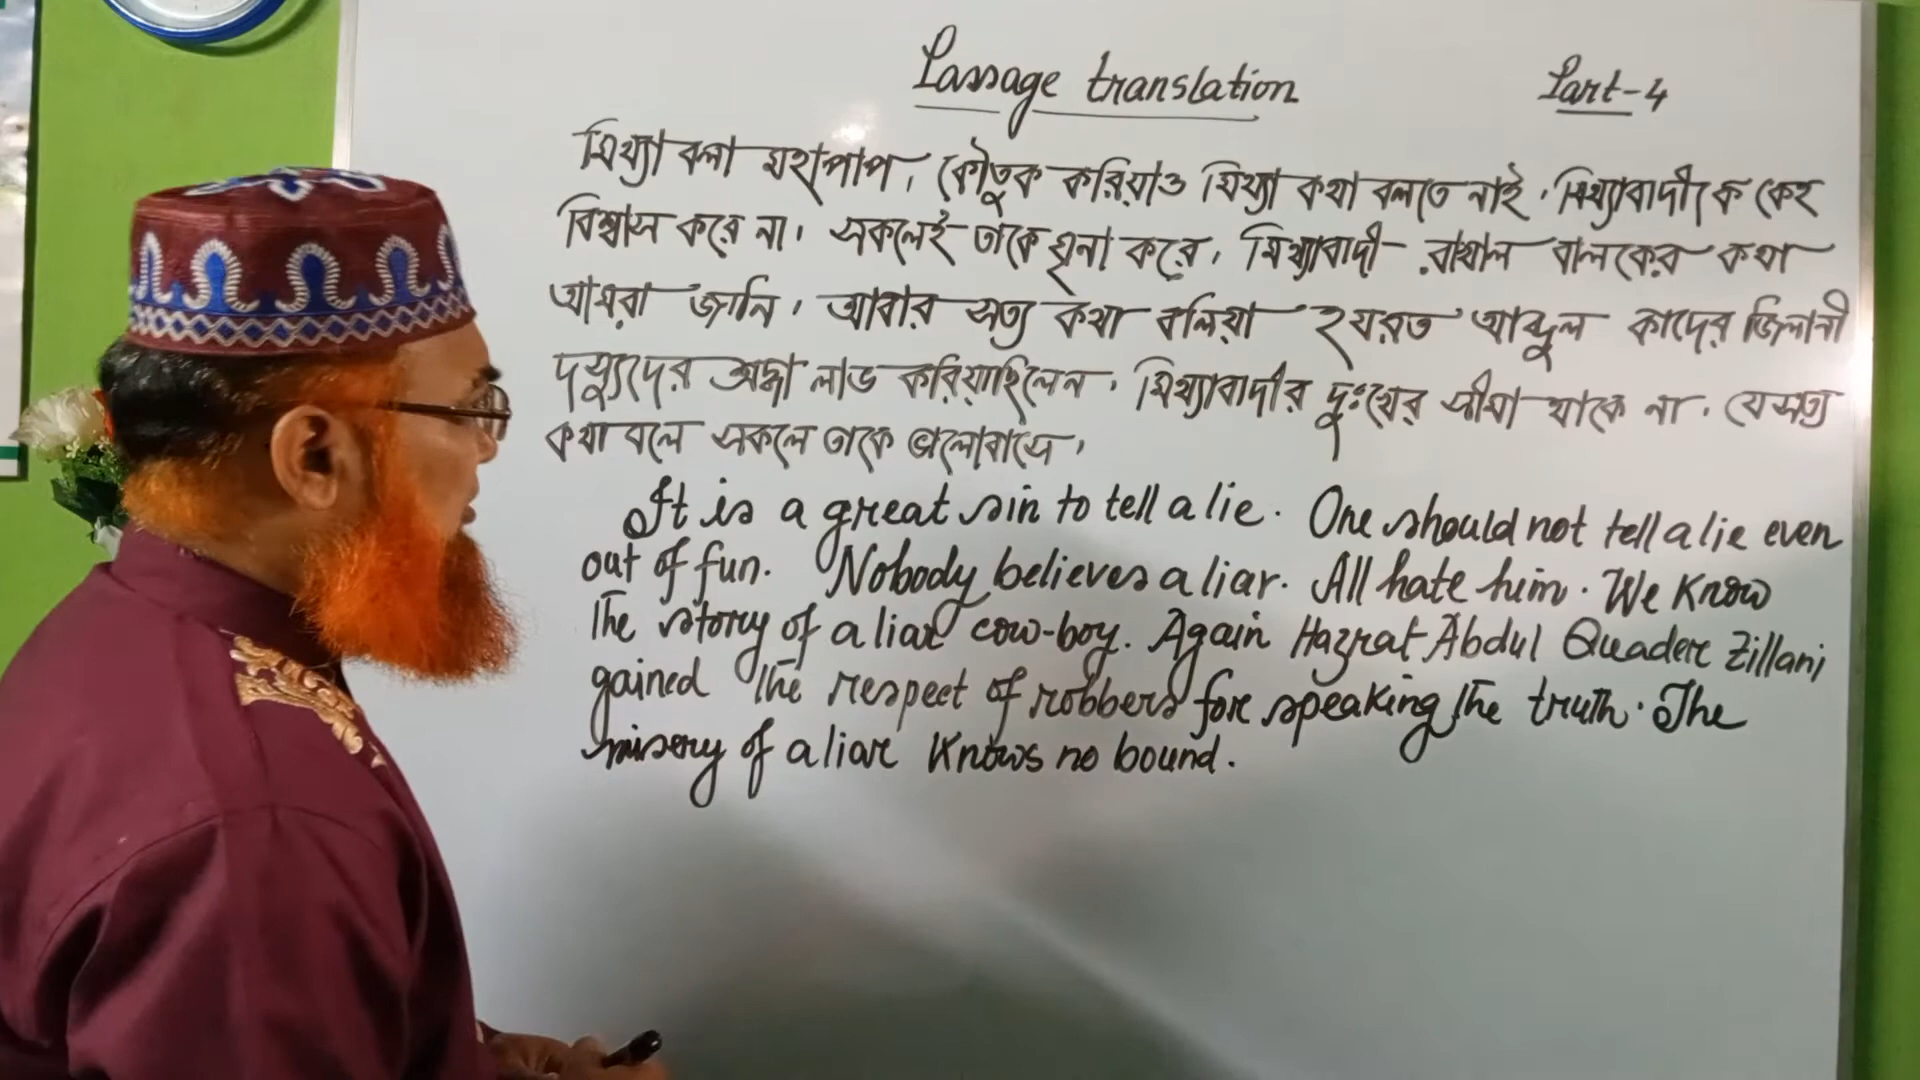 Passage translation Part-4
মিথ্যা বলা মহাপাপ। কৌতুক করিয়াও মিথ্যা কথা বলতে নাই। মিথ্যাবাদীকে কেহ
বিশ্বাস করে না। সকলেই তাকে ঘৃনা করে। মিথ্যাবাদী রাখাল বালকের কথা
আমরা জানি। আবার সত্য কথা বলিয়া হযরত আব্দুল কাদের জিলানী
দস্যুদের শ্রদ্ধা লাভ করিয়াছিলেন। মিথ্যাবাদীর দুঃখের সীমা থাকে না। যে সত্য
কথা বলে সকলে তাকে ভালোবাসে।
It is a great sin to tell a lie. One should not tell a lie even
out of fun. Nobody believes a liar. All hate him. We know
the story of a liar cow-boy. Again Hazrat Abdul Quader Zillani
gained the respect of robbers for speaking the truth. The
misery of a liar knows no bound.